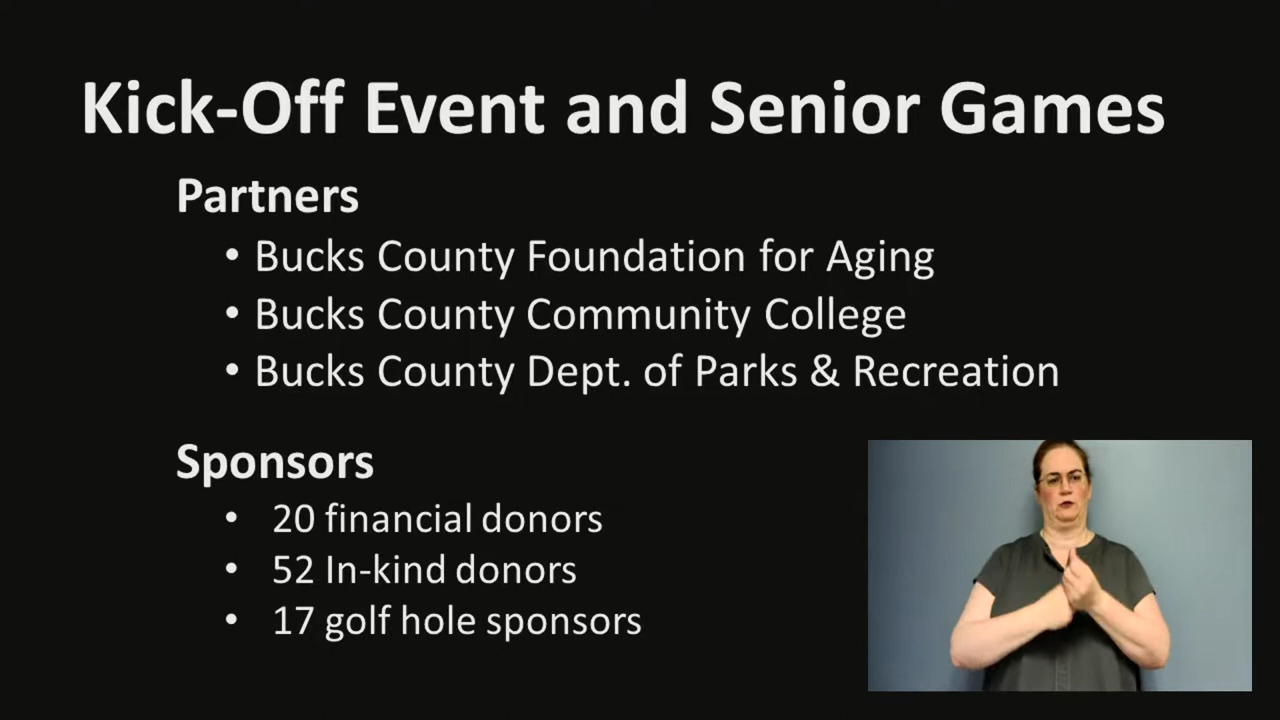 Kick-Off Event and Senior Games
Partners
• Bucks County Foundation for Aging
• Bucks County Community College
• Bucks County Dept. of Parks & Recreation
Sponsors
• 20 financial donors
• 52 In-kind donors
• 17 golf hole sponsors